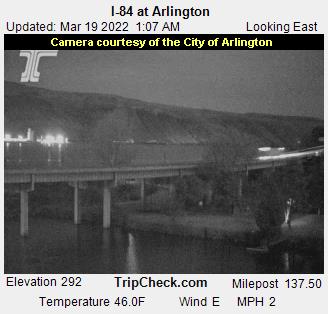 I-84 at Arlington
Updated: Mar 19 2022 1:07 AM Looking East
Camera courtesy of the City of Arlington
Elevation 292 TripCheck.com Milepost 137.50
Temperature 46.0F Wind E MPH 2